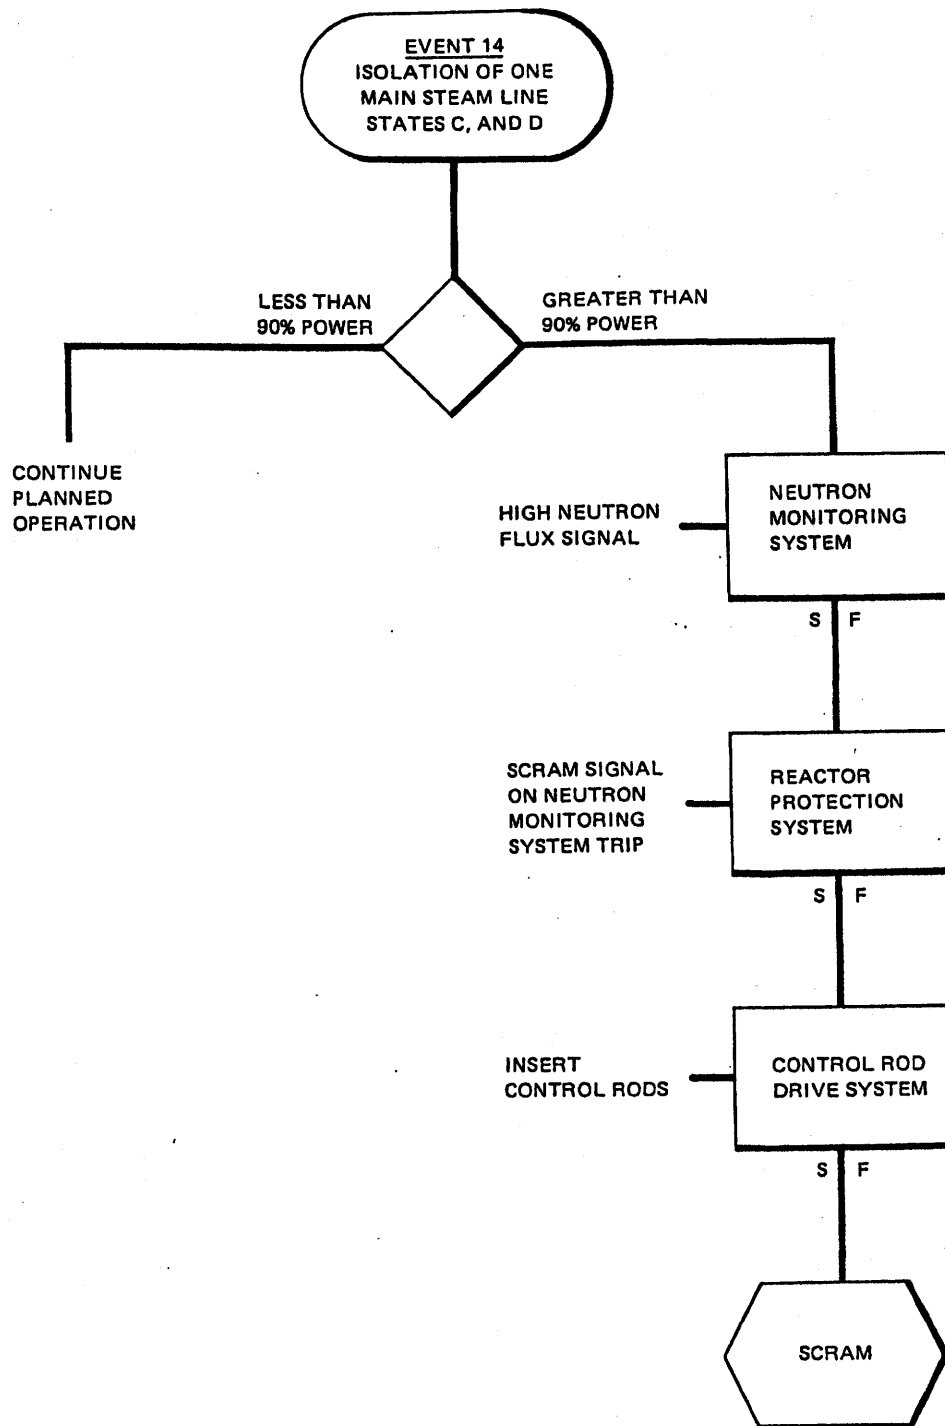 EVENT 14
ISOLATION OF ONE
MAIN STEAM LINE
STATES C, AND D
LESS THAN
90% POWER
GREATER THAN
90% POWER
CONTINUE
PLANNED
OPERATION
HIGH NEUTRON
FLUX SIGNAL
NEUTRON
MONITORING
SYSTEM
S F
SCRAM SIGNAL
ON NEUTRON
MONITORING
SYSTEM TRIP
REACTOR
PROTECTION
SYSTEM
S F
INSERT
CONTROL RODS
CONTROL ROD
DRIVE SYSTEM
S F
SCRAM